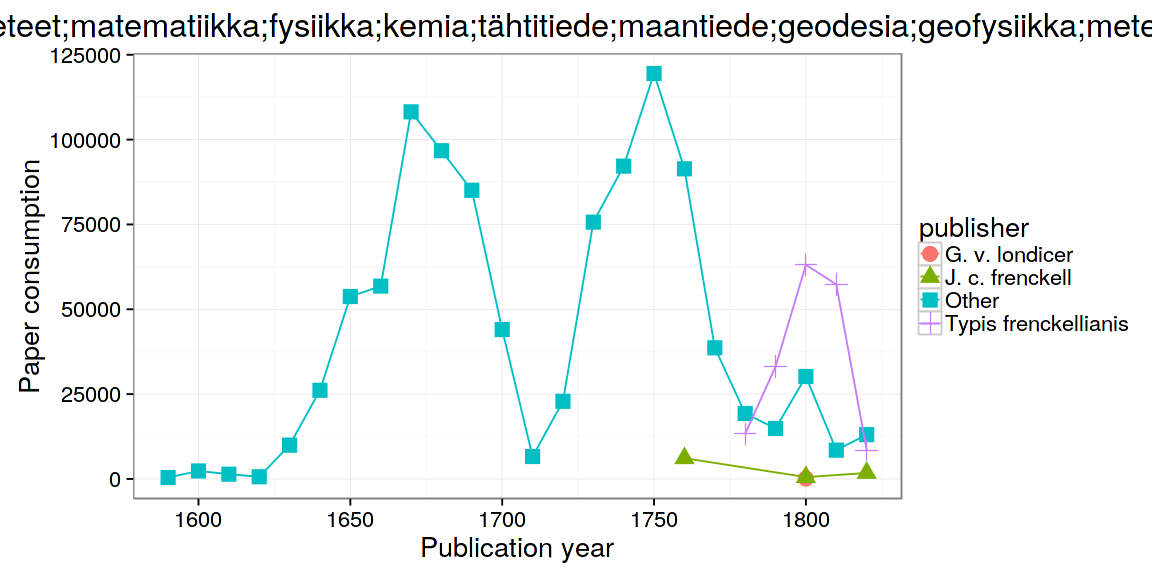 eteet;matematiikka;fysiikka;kemia;tähtitiede;maantiede;geodesia;geofysiikka;mete
125000
100000
75000
50000
25000
0
Paper consumption
1600 1650 1700 1750 1800
Publication year
publisher
G. v. londicer
J. c. frenckell
Other
Typis frenckellianis